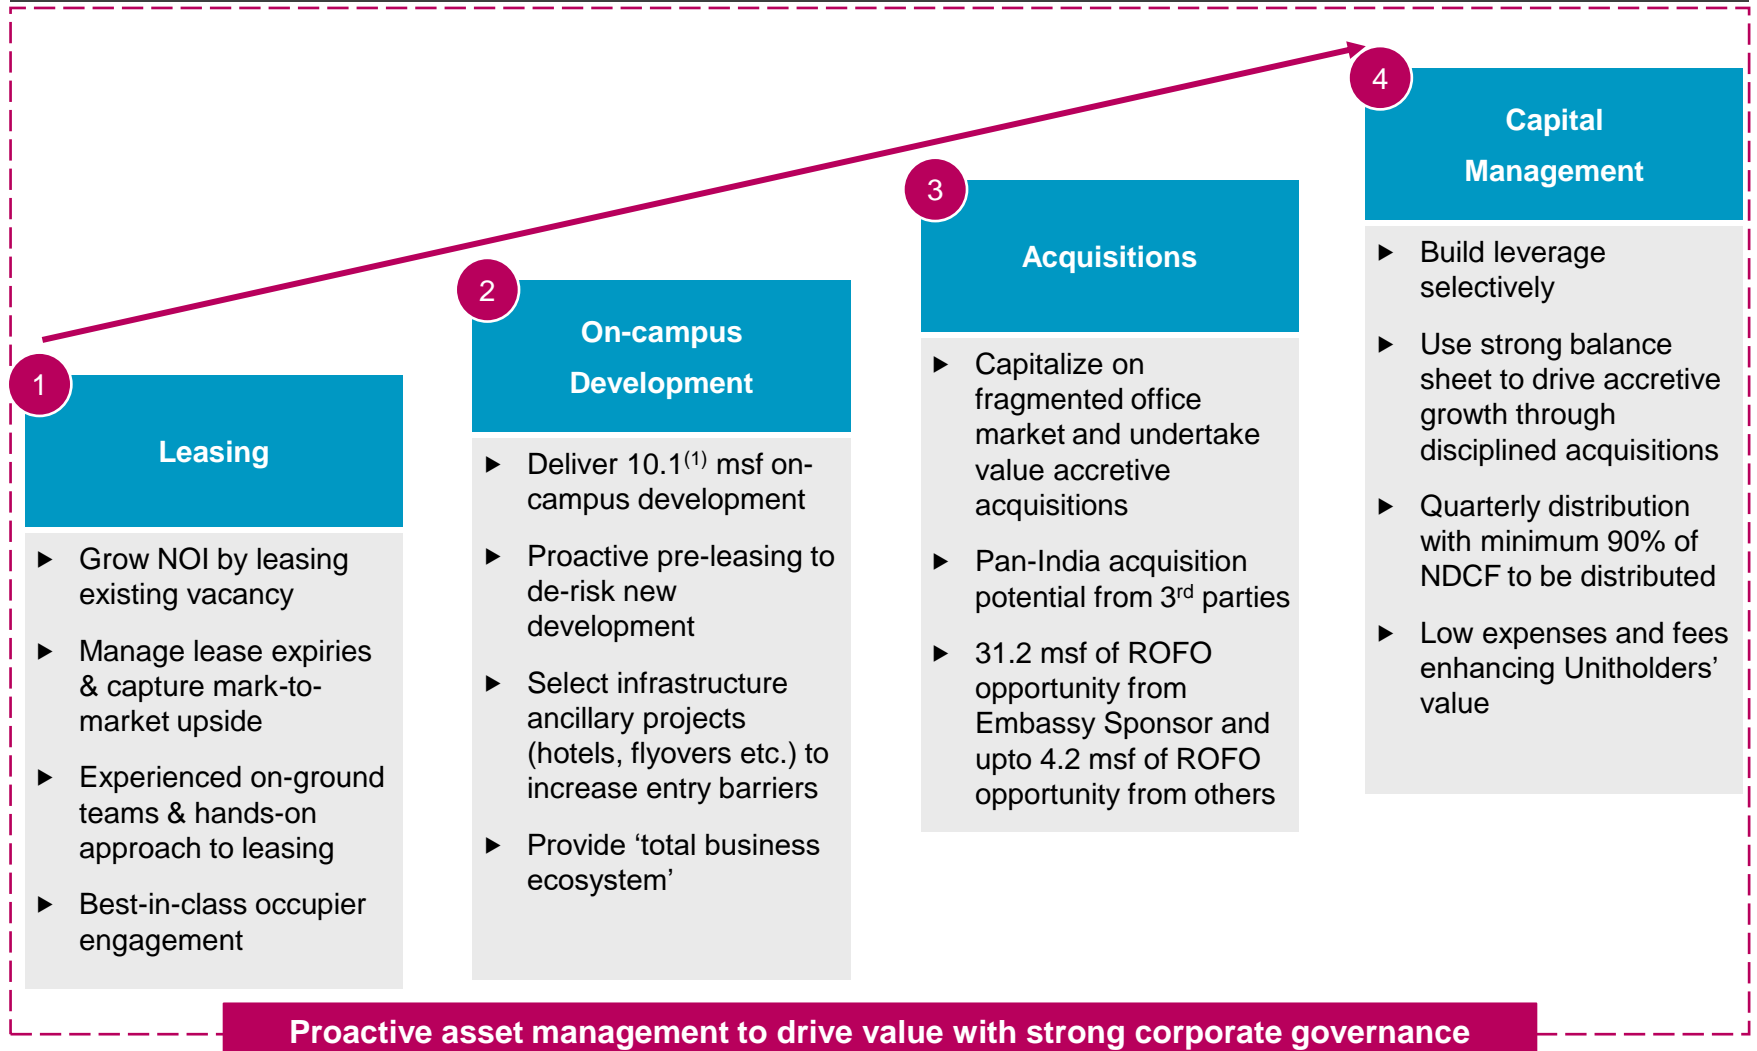 1
Leasing
► Grow NOI by leasing
existing vacancy
► Manage lease expiries
& capture mark-to-
market upside
► Experienced on-ground
teams & hands-on
approach to leasing
► Best-in-class occupier
engagement
2
On-campus
Development
► Deliver 10.1(1) msf on-
campus development
► Proactive pre-leasing to
de-risk new
development
► Select infrastructure
ancillary projects
(hotels, flyovers etc.) to
increase entry barriers
► Provide ‘total business
ecosystem’
3
Acquisitions
► Capitalize on
fragmented office
market and undertake
value accretive
acquisitions
► Pan-India acquisition
potential from 3rd parties
► 31.2 msf of ROFO
opportunity from
Embassy Sponsor and
upto 4.2 msf of ROFO
opportunity from others
4
Capital
Management
► Build leverage
selectively
► Use strong balance
sheet to drive accretive
growth through
disciplined acquisitions
► Quarterly distribution
with minimum 90% of
NDCF to be distributed
► Low expenses and fees
enhancing Unitholders’
value
Proactive asset management to drive value with strong corporate governance